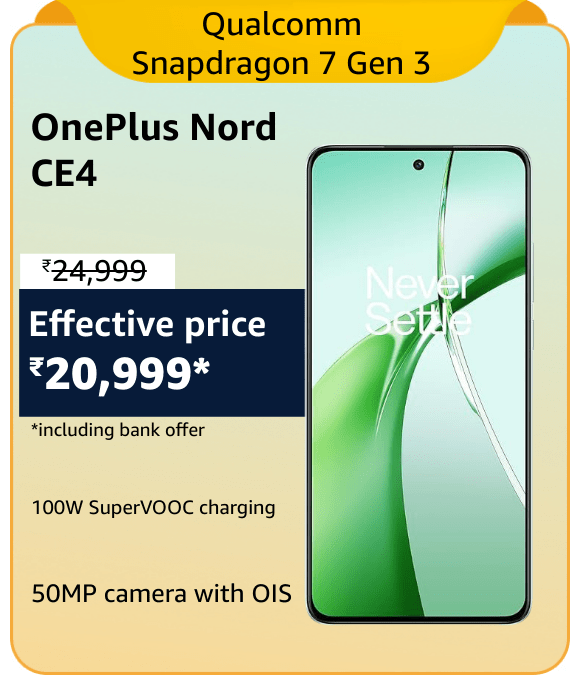 Qualcomm
Snapdragon 7 Gen 3
OnePlus Nord
CE4
₹24,999
Effective price
₹20,999*
*including bank offer
100W SuperVOOC charging
50MP camera with OIS
Never
Settle